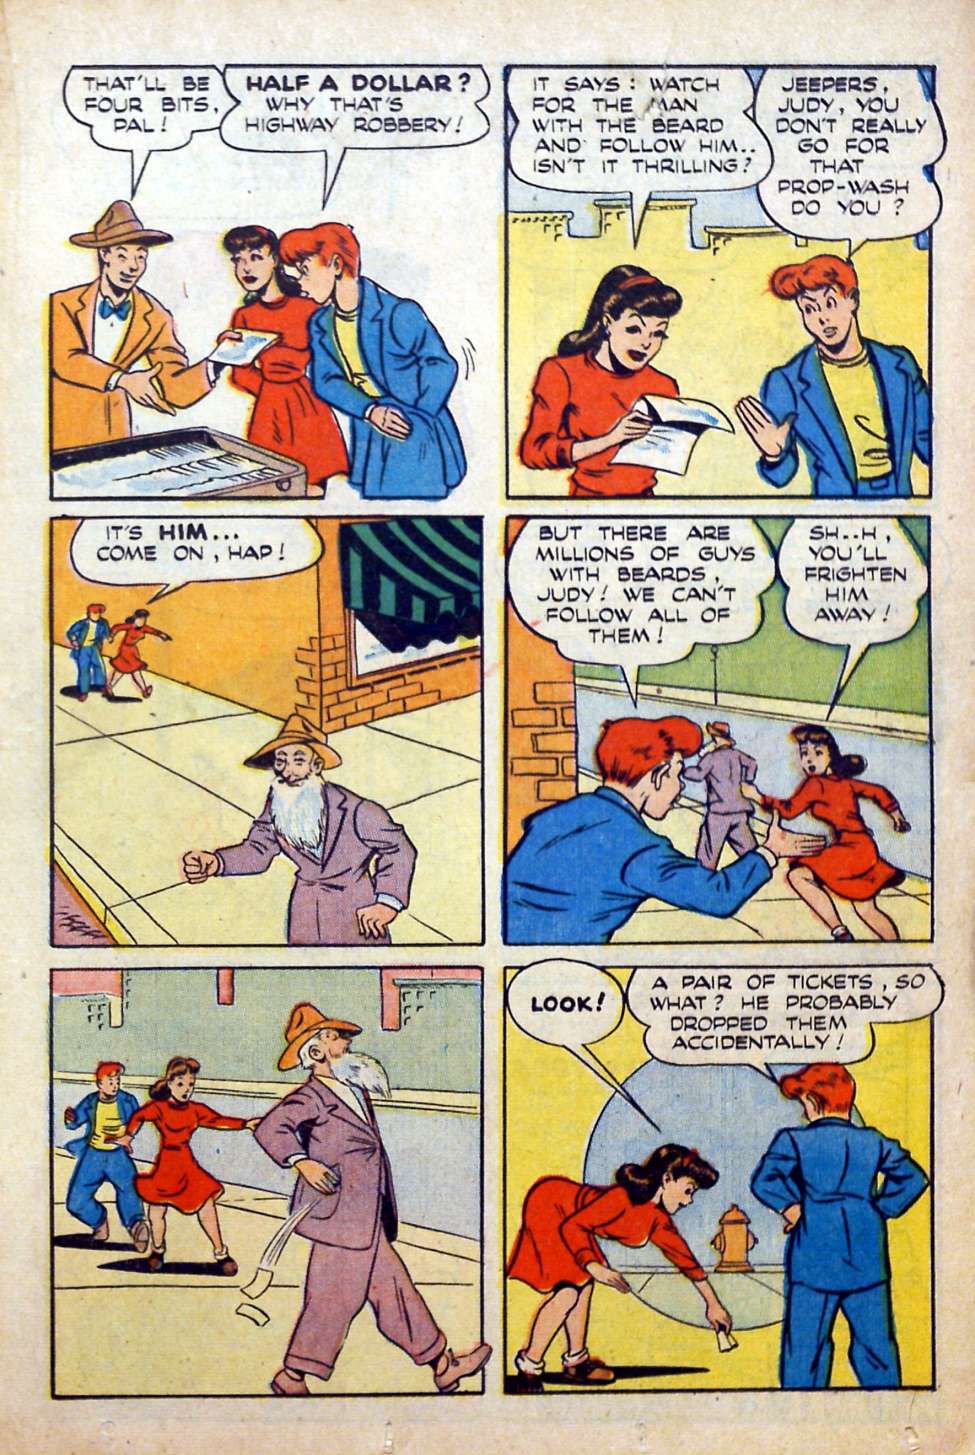 THAT'LL BE
FOUR BITS,
PAL!
HALF A DOLLAR?
WHY THAT'S
HIGHWAY ROBBERY!
IT SAYS: WATCH
FOR THE MAN
WITH THE BEARD
AND FOLLOW HIM..
ISN'T IT THRILLING?
JEEPERS,
JUDY, YOU
DON'T REALLY
GO FOR
THAT
PROP-WASH
DO YOU?
IT'S HIM...
COME ON, HAP!
BUT THERE ARE
MILLIONS OF GUYS
WITH BEARDS,
JUDY! WE CAN'T
FOLLOW ALL OF
THEM!
SH..H,
YOU'LL
FRIGHTEN
HIM
AWAY!
LOOK!
A PAIR OF TICKETS, SO
WHAT? HE PROBABLY
DROPPED THEM
ACCIDENTALLY!